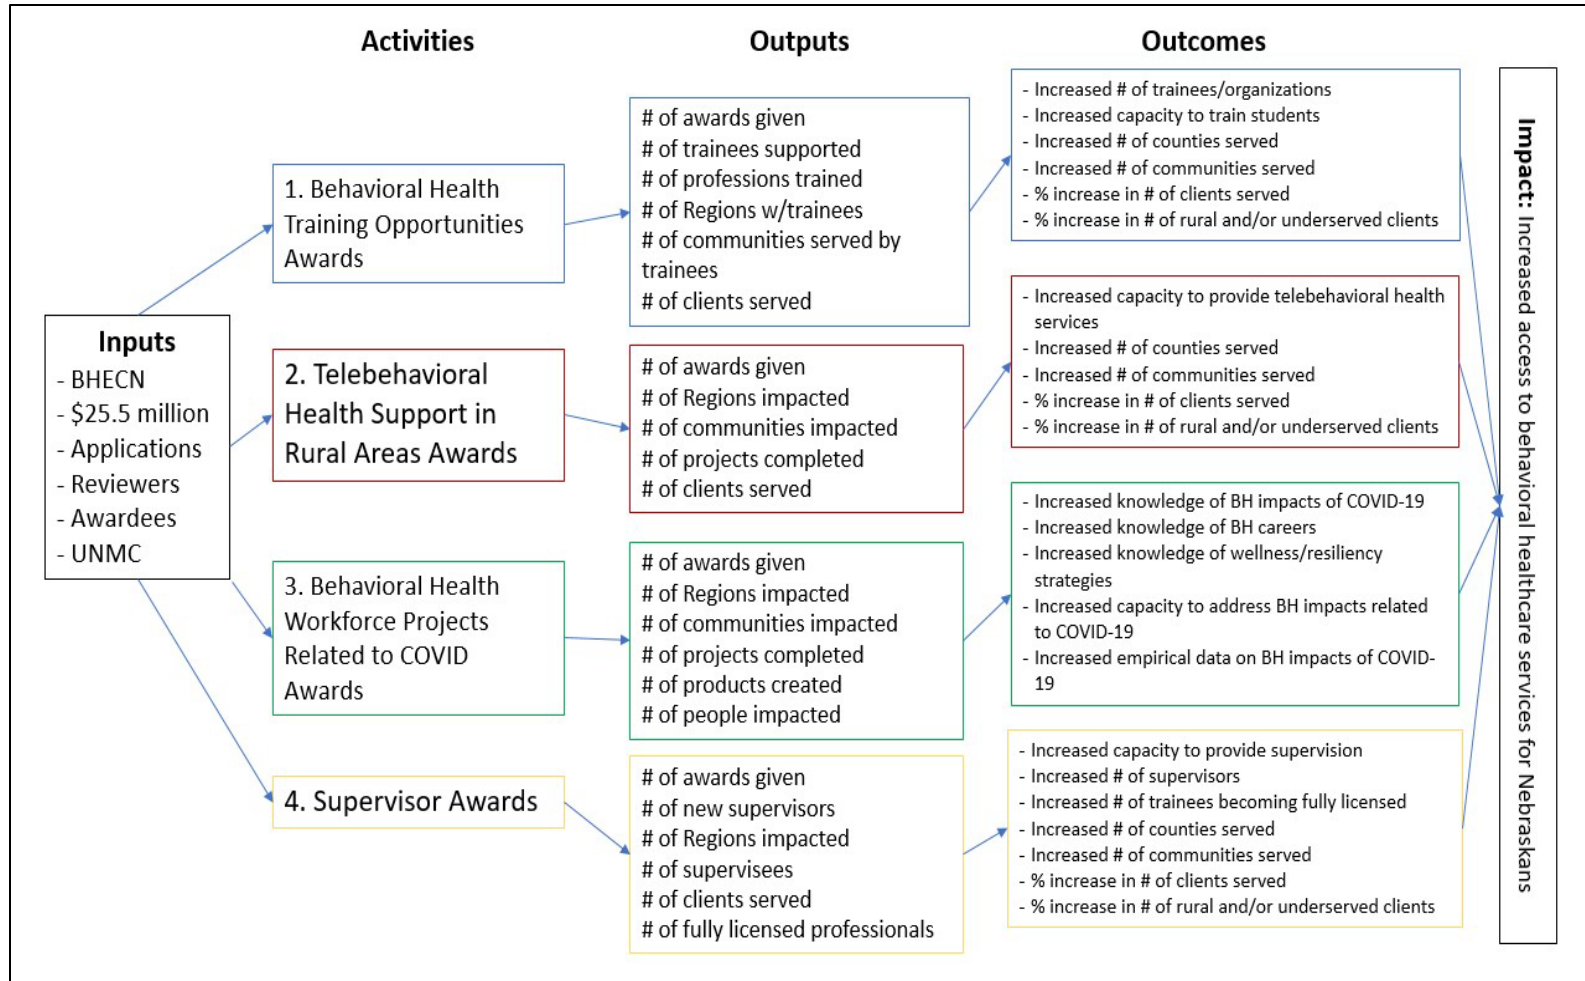 Activities
Outputs
Outcomes
Inputs
- BHECN
- $25.5 million
- Applications
- Reviewers
- Awardees
- UNMC
1. Behavioral Health
Training Opportunities
Awards
2. Telebehavioral
Health Support in
Rural Areas Awards
3. Behavioral Health
Workforce Projects
Related to COVID
Awards
4. Supervisor Awards
# of awards given
# of trainees supported
# of professions trained
# of Regions w/trainees
# of communities served by
trainees
# of clients served
# of awards given
# of Regions impacted
# of communities impacted
# of projects completed
# of clients served
# of awards given
# of Regions impacted
# of communities impacted
# of projects completed
# of products created
# of people impacted
# of awards given
# of new supervisors
# of Regions impacted
# of supervisees
# of clients served
# of fully licensed professionals
- Increased # of trainees/organizations
- Increased capacity to train students
- Increased # of counties served
- Increased # of communities served
- % increase in # of clients served
- % increase in # of rural and/or underserved clients
- Increased capacity to provide telebehavioral health
services
- Increased # of counties served
- Increased # of communities served
- % increase in # of clients served
- % increase in # of rural and/or underserved clients
- Increased knowledge of BH impacts of COVID-19
- Increased knowledge of BH careers
- Increased knowledge of wellness/resiliency
strategies
- Increased capacity to address BH impacts related
to COVID-19
- Increased empirical data on BH impacts of COVID-
19
- Increased capacity to provide supervision
- Increased # of supervisors
- Increased # of trainees becoming fully licensed
- Increased # of counties served
- Increased # of communities served
- % increase in # of clients served
- % increase in # of rural and/or underserved clients
Impact: Increased access to behavioral healthcare services for Nebraskans